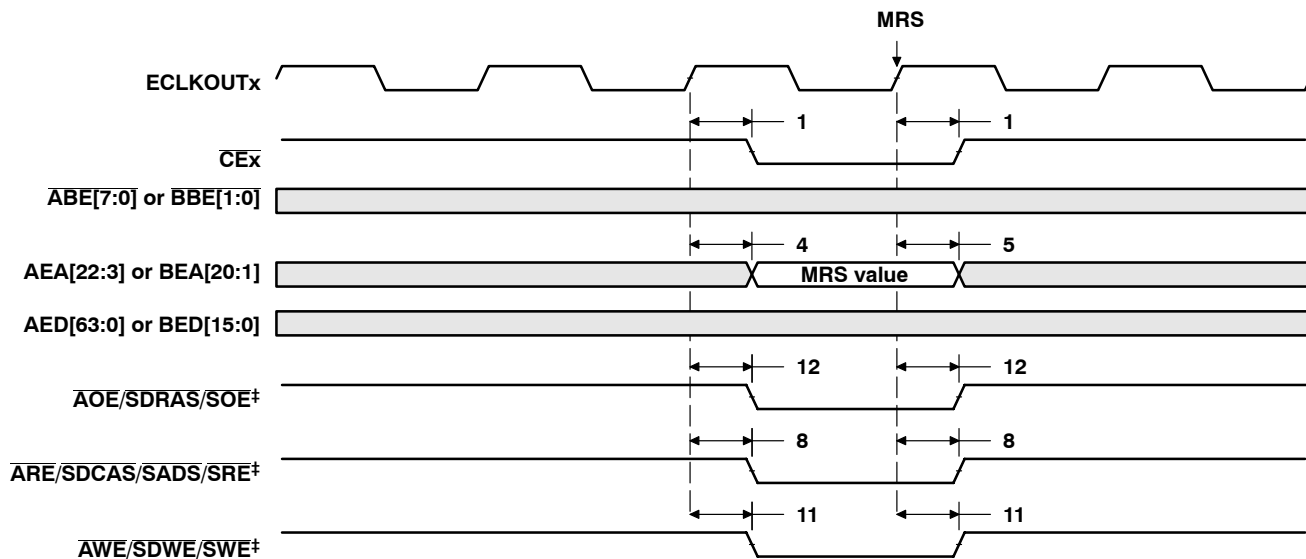 MRS
ECLKOUTx
1 1
CEx
ABE[7:0] or BBE[1:0]
4 5
AEA[22:3] or BEA[20:1] MRS value
AED[63:0] or BED[15:0]
12 12
AOE/SDRAS/SOE‡
8 8
ARE/SDCAS/SADS/SRE‡
11 11
AWE/SDWE/SWE‡